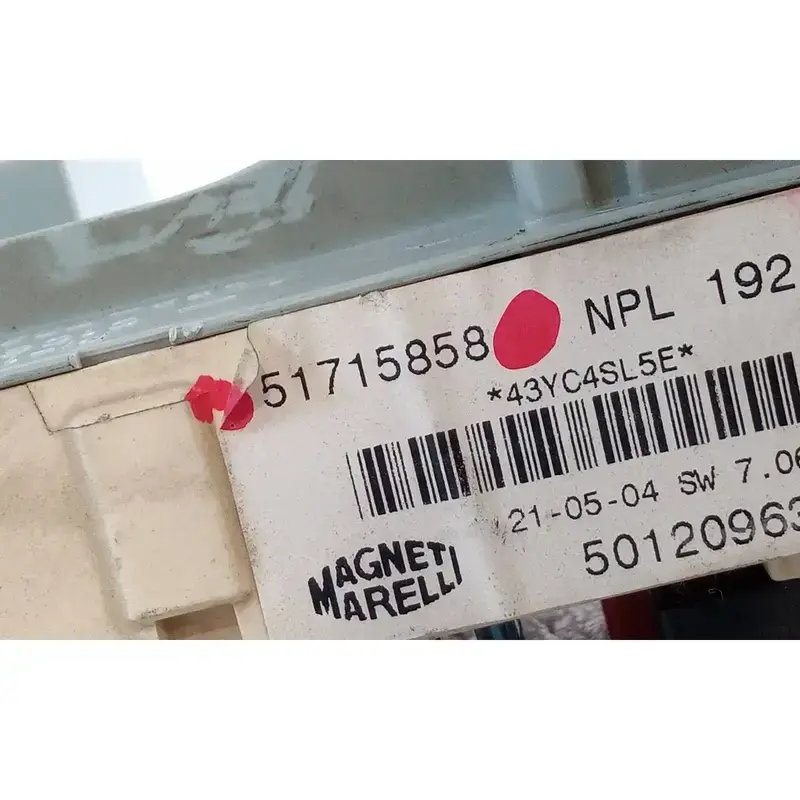 51715858 NPL 192
*43YC4SL5E*
21-05-04 SW 7.06
50120963
MAGNETI
MARELLI